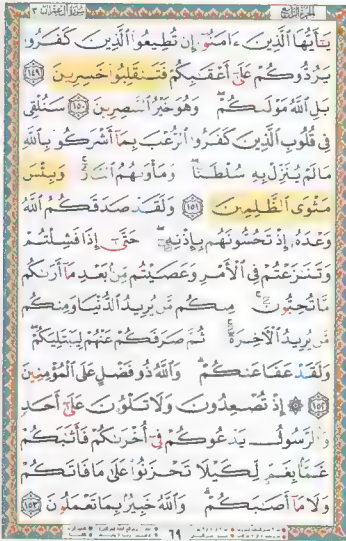 سورة آل عمران ٣ الجزء الرابع
يَٰٓأَيُّهَا ٱلَّذِينَ ءَامَنُوٓا۟ إِن تُطِيعُوا۟ ٱلَّذِينَ كَفَرُوا۟
يَرُدُّوكُمْ عَلَىٰٓ أَعْقَٰبِكُمْ فَتَنقَلِبُوا۟ خَٰسِرِينَ ١٤٩
بَلِ ٱللَّهُ مَوْلَىٰكُمْ ۖ وَهُوَ خَيْرُ ٱلنَّٰصِرِينَ ١٥٠ سَنُلْقِى
فِى قُلُوبِ ٱلَّذِينَ كَفَرُوا۟ ٱلرُّعْبَ بِمَآ أَشْرَكُوا۟ بِٱللَّهِ
مَا لَمْ يُنَزِّلْ بِهِۦ سُلْطَٰنًا ۖ وَمَأْوَىٰهُمُ ٱلنَّارُ ۚ وَبِئْسَ
مَثْوَى ٱلظَّٰلِمِينَ ١٥١ وَلَقَدْ صَدَقَكُمُ ٱللَّهُ
وَعْدَهُۥٓ إِذْ تَحُسُّونَهُم بِإِذْنِهِۦ ۖ حَتَّىٰٓ إِذَا فَشِلْتُمْ
وَتَنَٰزَعْتُمْ فِى ٱلْأَمْرِ وَعَصَيْتُم مِّنۢ بَعْدِ مَآ أَرَىٰكُم
مَّا تُحِبُّونَ ۚ مِنكُم مَّن يُرِيدُ ٱلدُّنْيَا وَمِنكُم
مَّن يُرِيدُ ٱلْءَاخِرَةَ ۚ ثُمَّ صَرَفَكُمْ عَنْهُمْ لِيَبْتَلِيَكُمْ ۖ
وَلَقَدْ عَفَا عَنكُمْ ۗ وَٱللَّهُ ذُو فَضْلٍ عَلَى ٱلْمُؤْمِنِينَ
١٥٢ ۞ إِذْ تُصْعِدُونَ وَلَا تَلْوُۥنَ عَلَىٰٓ أَحَدٍ
وَٱلرَّسُولُ يَدْعُوكُمْ فِىٓ أُخْرَىٰكُمْ فَأَثَٰبَكُمْ
غَمًّۢا بِغَمٍّ لِّكَيْلَا تَحْزَنُوا۟ عَلَىٰ مَا فَاتَكُمْ
وَلَا مَآ أَصَٰبَكُمْ ۗ وَٱللَّهُ خَبِيرٌۢ بِمَا تَعْمَلُونَ ١٥٣
٦٩